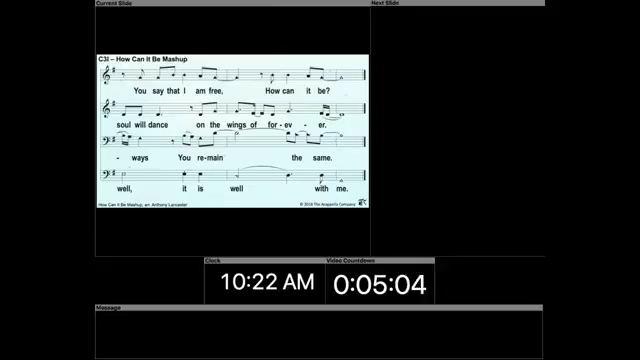 Current Slide
Next Slide
C3I – How Can It Be Mashup
You say that I am free, How can it be?
soul will dance on the wings of for - ev - er.
- ways You re - main the same.
well, it is well with me.
How Can It Be Mashup, arr. Anthony Lancaster
© 2018 The Acappella Company
Clock
Video Countdown
10:22 AM
0:05:04
Message